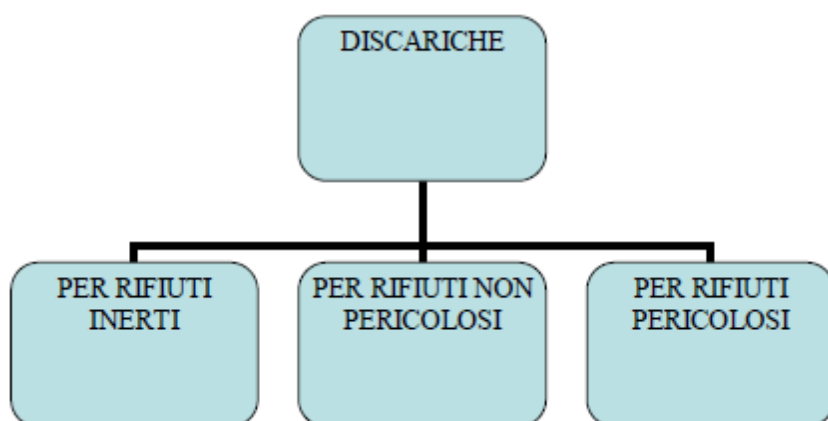 DISCARICHE
PER RIFIUTI
INERTI
PER RIFIUTI NON
PERICOLOSI
PER RIFIUTI
PERICOLOSI